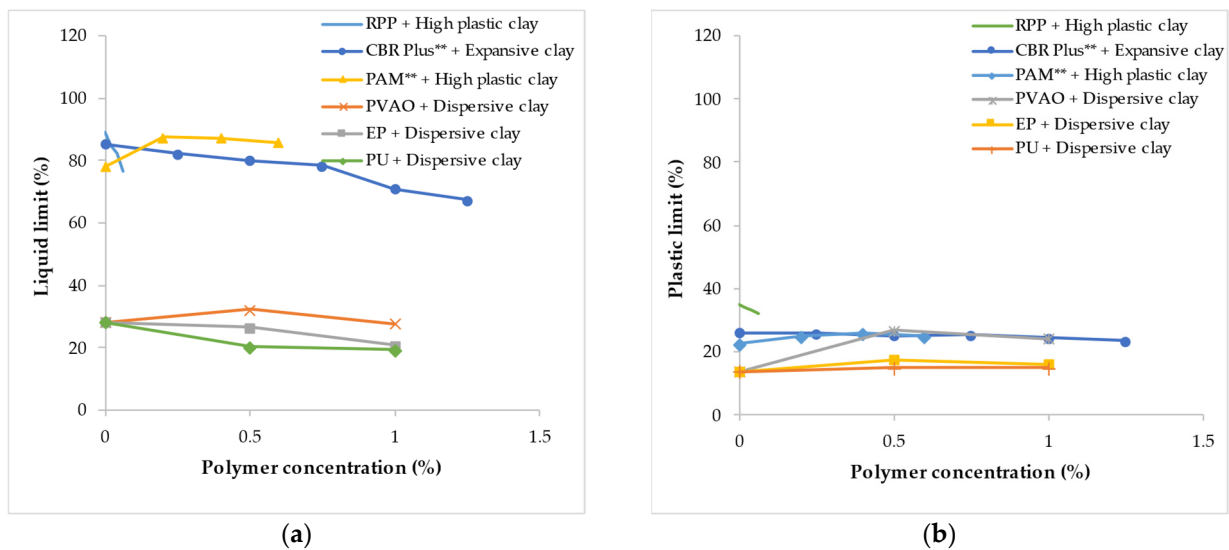 RPP + High plastic clay
CBR Plus** + Expansive clay
PAM** + High plastic clay
PVAO + Dispersive clay
EP + Dispersive clay
PU + Dispersive clay
120
100
80
60
40
20
0
0
0.5
1
1.5
Liquid limit (%)
Polymer concentration (%)
(a)
RPP + High plastic clay
CBR Plus** + Expansive clay
PAM** + High plastic clay
PVAO + Dispersive clay
EP + Dispersive clay
PU + Dispersive clay
120
100
80
60
40
20
0
0
0.5
1
1.5
Plastic limit (%)
Polymer concentration (%)
(b)